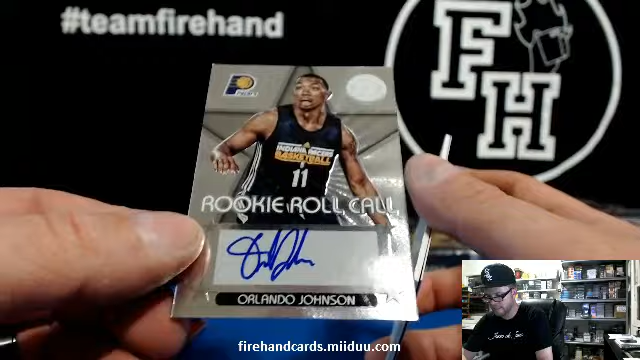 #teamfirehand
FH
PACERS
INDIANA PACERS
BASKETBALL
11
ROOKIE ROLL CALL
ORLANDO JOHNSON
firehandcards.miiduu.com